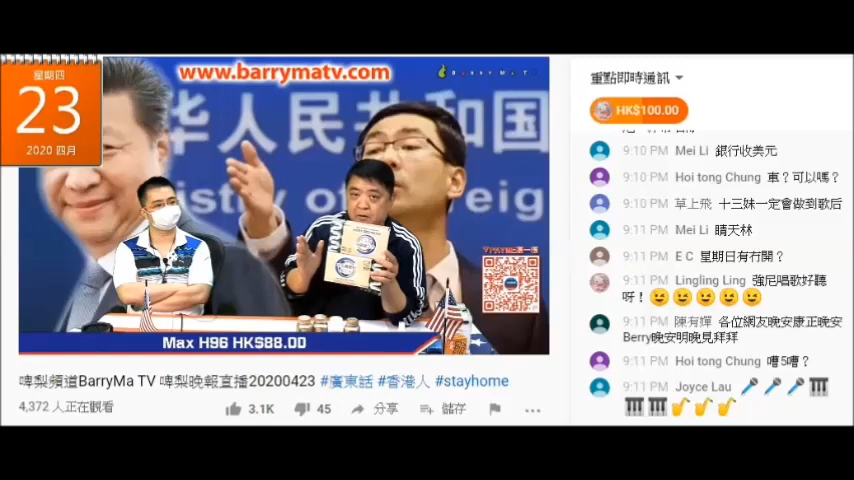 www.barrymatv.com
BARRYMATV
星期四
23
2020 四月
華人民共和國
istry of Foreign
Max H96 HK$88.00
啤梨頻道BarryMa TV 啤梨晚報直播20200423 #廣東話 #香港人 #stayhome
4,372 人正在觀看
3.1K
45
分享
儲存
重點即時通訊
HK$100.00
9:10 PM Mei Li 銀行收美元
9:10 PM Hoi tong Chung 車？可以嗎？
9:10 PM 草上飛 十三妹一定會做到歌后
9:11 PM Mei Li 晴天林
9:11 PM E C 星期日有冇開？
9:11 PM Lingling Ling 強尼唱歌好聽
呀！😆😆😆😆😆
9:11 PM 陳有嬋 各位網友晚安康正晚安
Berry晚安明晚見拜拜
9:11 PM Hoi tong Chung 嘈5嘈？
9:11 PM Joyce Lau 🎤🎤🎤🎹
🎹🎹🎷🎷🎷